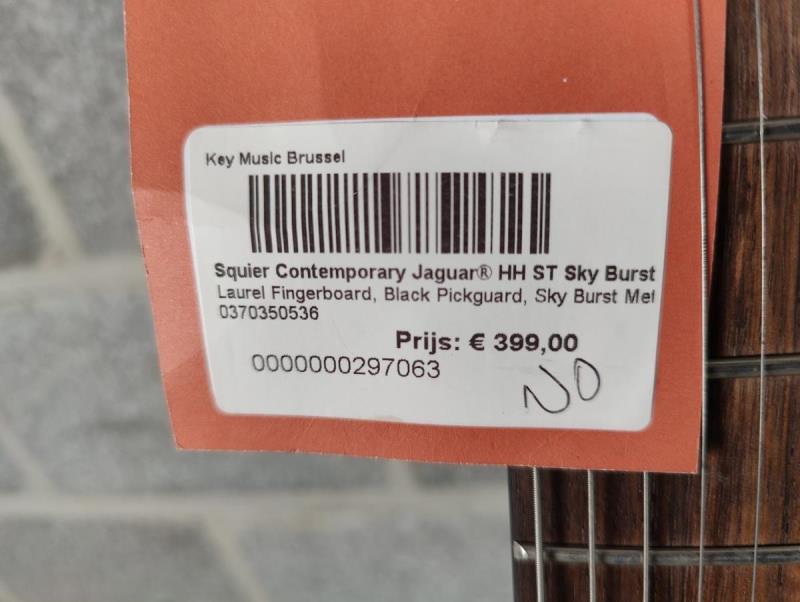 Key Music Brussel
Squier Contemporary Jaguar® HH ST Sky Burst
Laurel Fingerboard, Black Pickguard, Sky Burst Met
0370350536
Prijs: € 399,00
0000000297063
NO